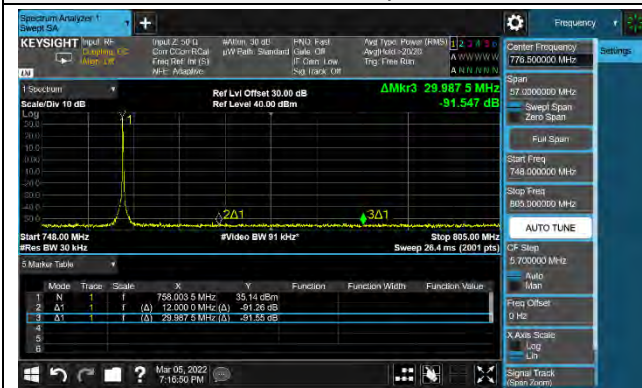 Spectrum Analyzer 1
Swept SA
+
Frequency
KEYSIGHT Input: RF
Coupling: DC
Align: Off
Input Z: 50 Ω
Corr CCorr RCal
Freq Ref: Int (S)
NFE: Adaptive
#Atten: 30 dB
µW Path: Standard
PNO: Fast
Gate: Off
IF Gain: Low
Sig Track: Off
Avg Type: Power (RMS)
Avg|Hold:>20/20
Trig: Free Run
1 2 3 4 5 6
A W W W W W
A N N N N N
LXI
1 Spectrum
Scale/Div 10 dB
Ref Lvl Offset 30.00 dB
Ref Level 40.00 dBm
ΔMkr3 29.987 5 MHz
-91.547 dB
Log
1
2Δ1
3Δ1
Start 748.00 MHz
#Res BW 30 kHz
#Video BW 91 kHz*
Stop 805.00 MHz
Sweep 26.4 ms (2001 pts)
5 Marker Table
Mode Trace Scale X Y Function Function Width Function Value
1 N 1 f 758.003 5 MHz 35.14 dBm
2 Δ1 1 f (Δ) 12.000 0 MHz (Δ) -91.26 dB
3 Δ1 1 f (Δ) 29.987 5 MHz (Δ) -91.55 dB
4
5
6
Mar 05, 2022
7:16:50 PM
Center Frequency
776.500000 MHz
Settings
Span
57.0000000 MHz
Swept Span
Zero Span
Full Span
Start Freq
748.000000 MHz
Stop Freq
805.000000 MHz
AUTO TUNE
CF Step
5.700000 MHz
Auto
Man
Freq Offset
0 Hz
X Axis Scale
Log
Lin
Signal Track
(Span Zoom)